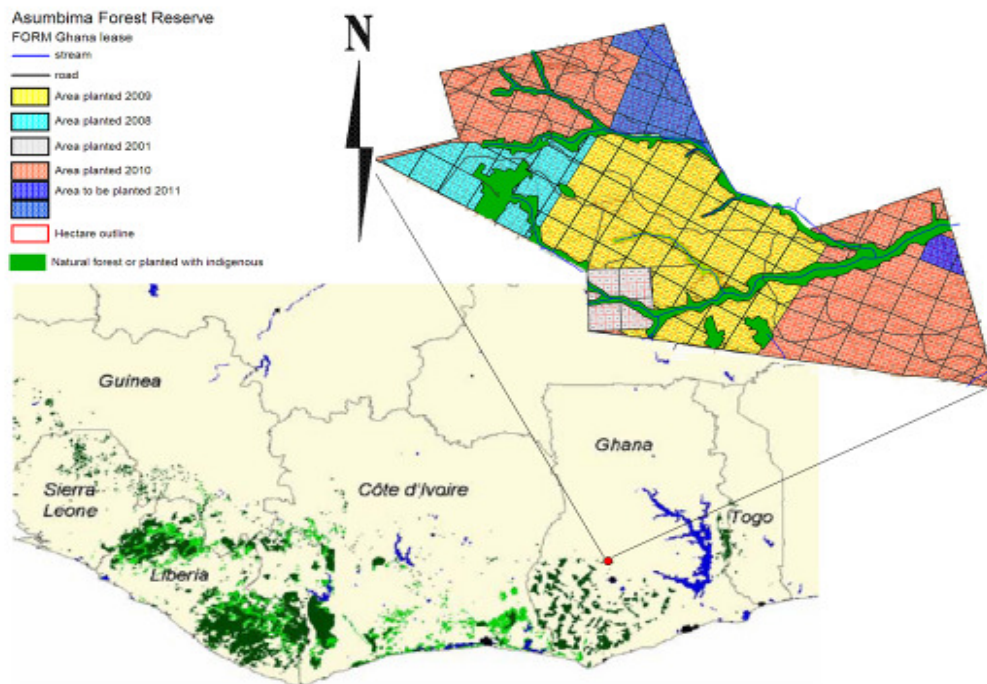 Asumbima Forest Reserve
FORM Ghana lease
stream
road
Area planted 2009
Area planted 2008
Area planted 2001
Area planted 2010
Area to be planted 2011
Hectare outline
Natural forest or planted with indigenous
N
Guinea
Sierra
Leone
Liberia
Côte d'Ivoire
Ghana
Togo